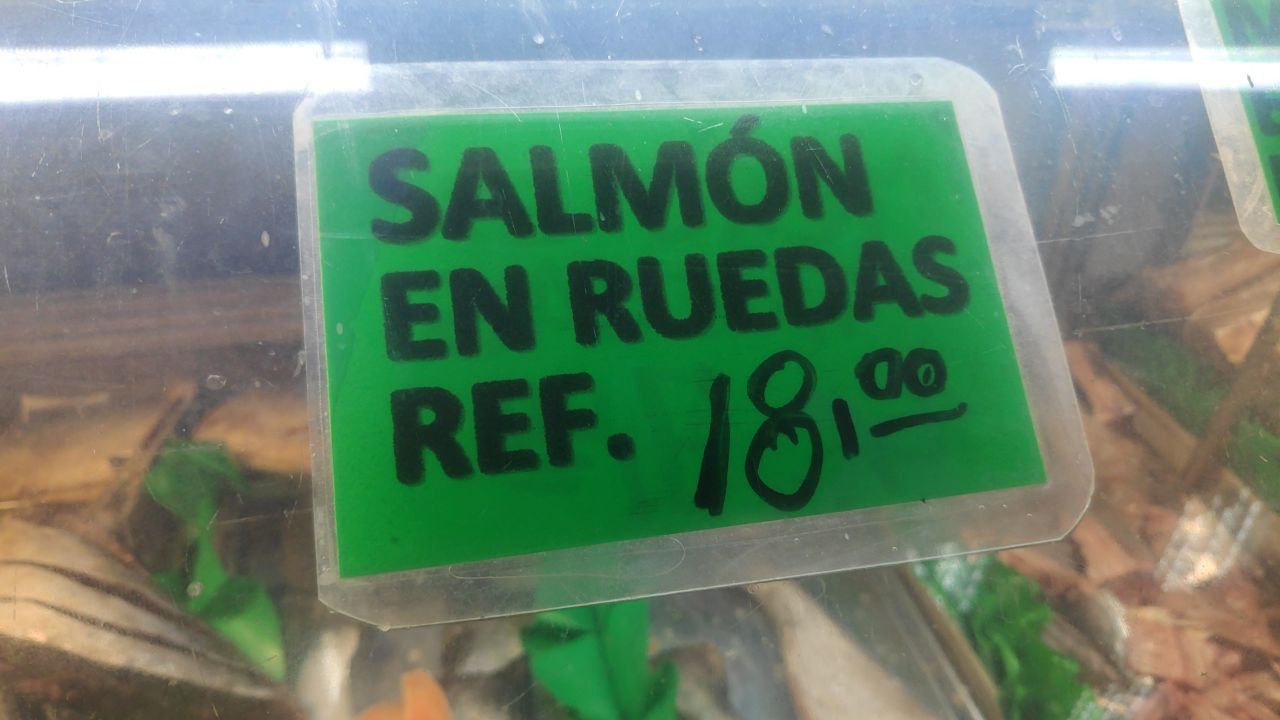 SALMÓN
EN RUEDAS
REF. 18,00